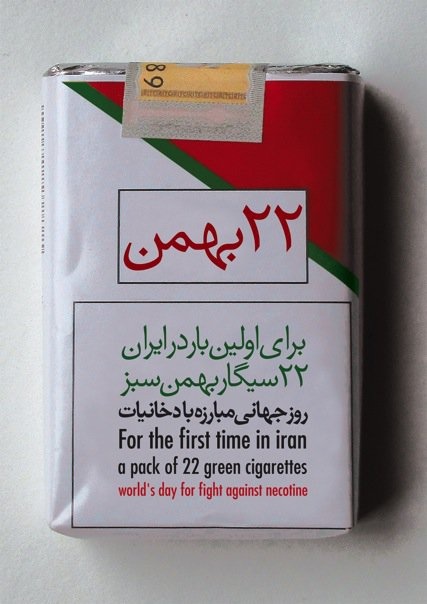 89
۲۲ بهمن
برای اولین بار در ایران
۲۲ سیگار بهمن سبز
روز جهانی مبارزه با دخانیات
For the first time in iran
a pack of 22 green cigarettes
world's day for fight against necotine